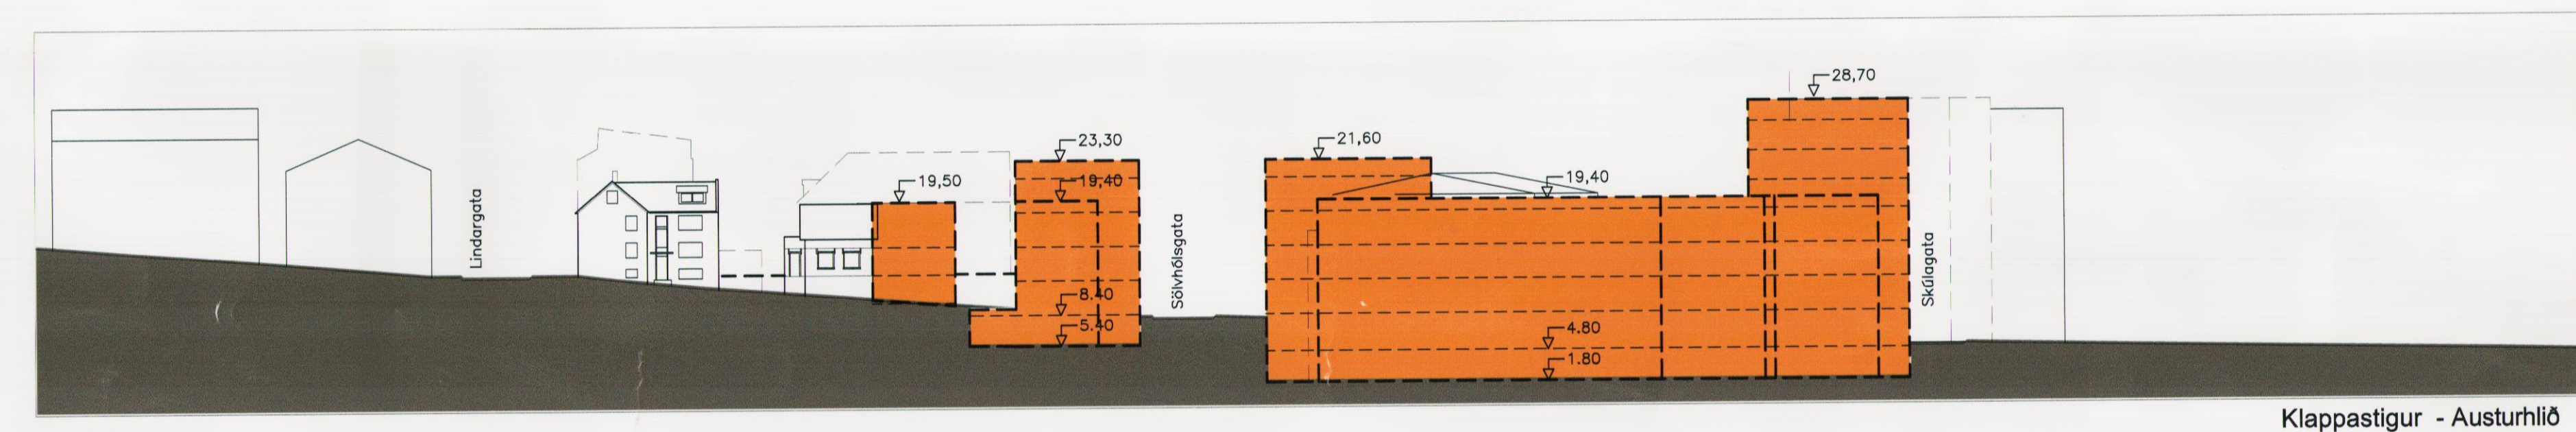 Lindargata
19,50
23,30
19,40
8.40
5.40
Sölvhólsgata
21,60
19,40
4.80
1.80
28,70
Skúlagata
Klappastigur - Austurhlið